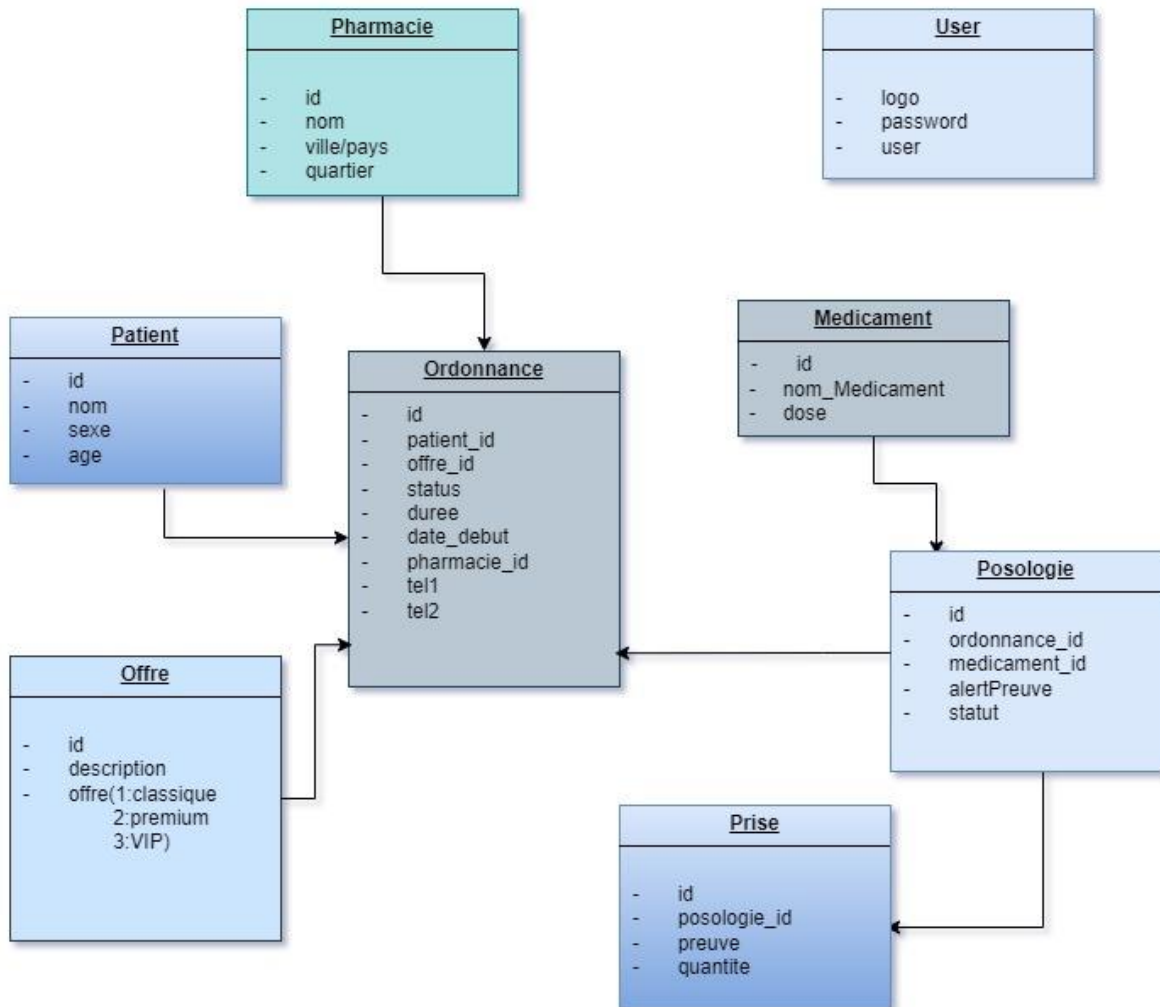 Pharmacie
- id
- nom
- ville/pays
- quartier
User
- logo
- password
- user
Patient
- id
- nom
- sexe
- age
Ordonnance
- id
- patient_id
- offre_id
- status
- duree
- date_debut
- pharmacie_id
- tel1
- tel2
Medicament
- id
- nom_Medicament
- dose
Posologie
- id
- ordonnance_id
- medicament_id
- alertPreuve
- statut
Offre
- id
- description
- offre(1:classique
2:premium
3:VIP)
Prise
- id
- posologie_id
- preuve
- quantite